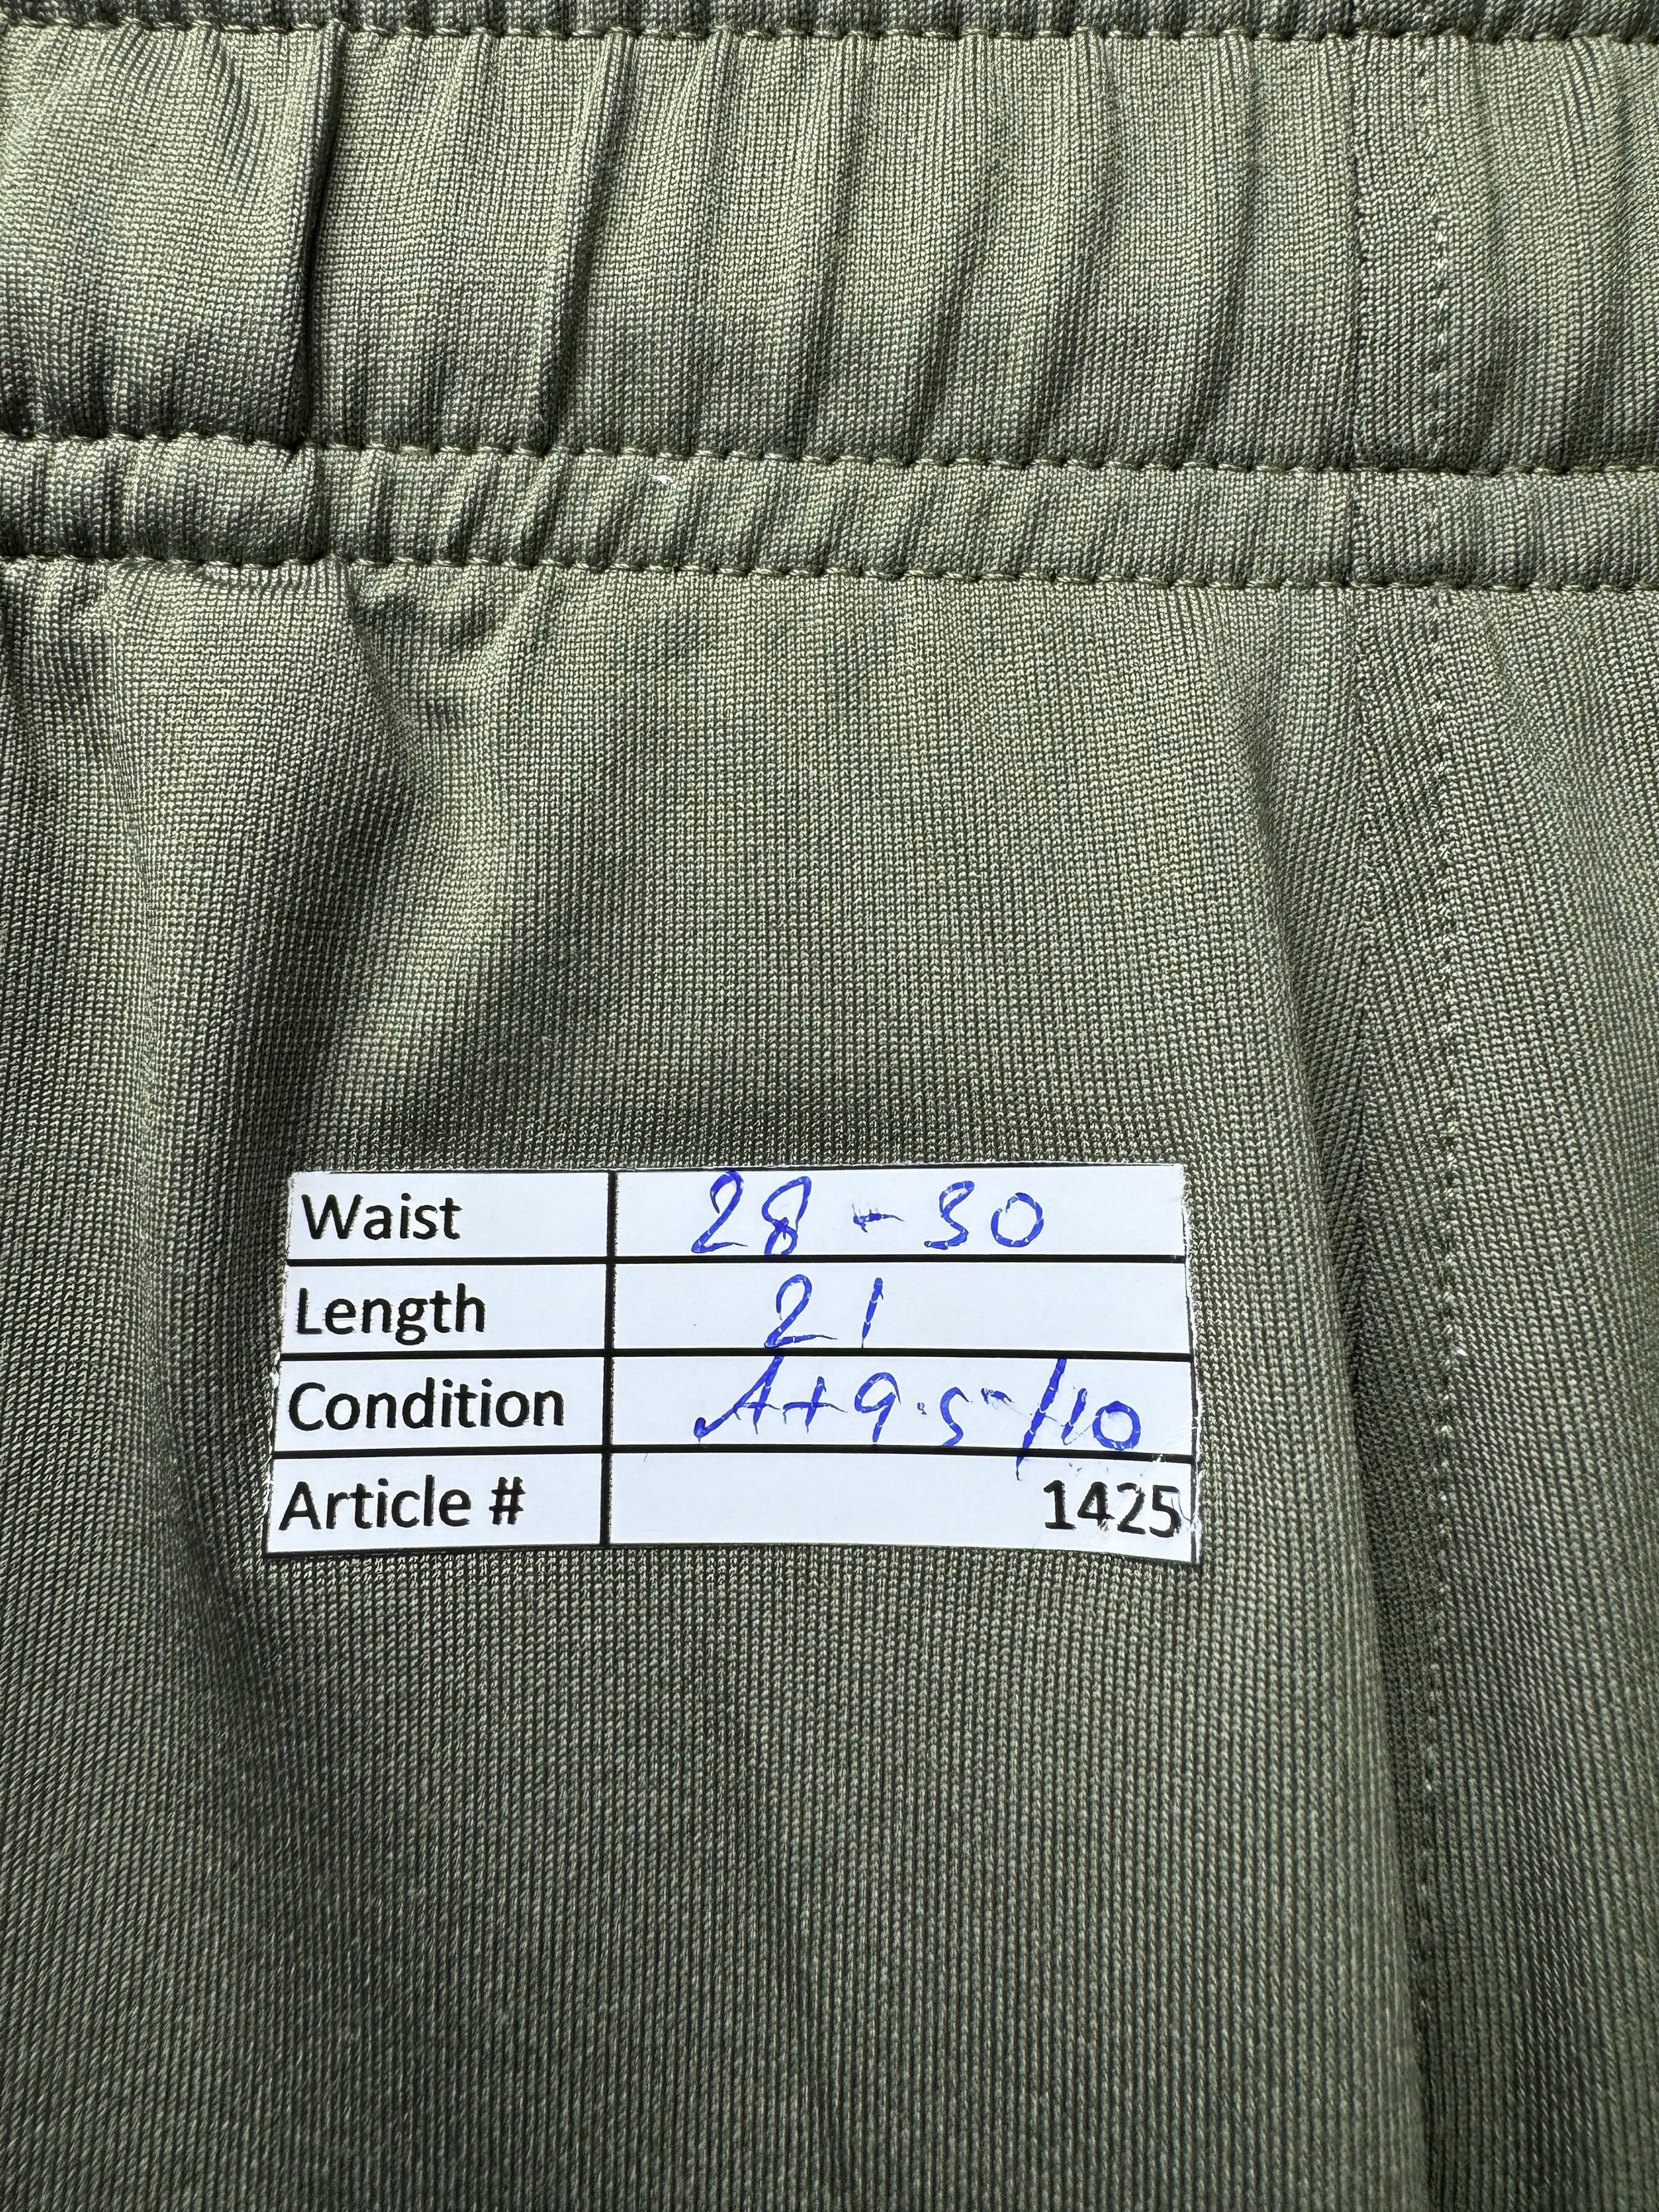 Waist 28 - 30
Length 21
Condition A+ 9.5/10
Article # 1425